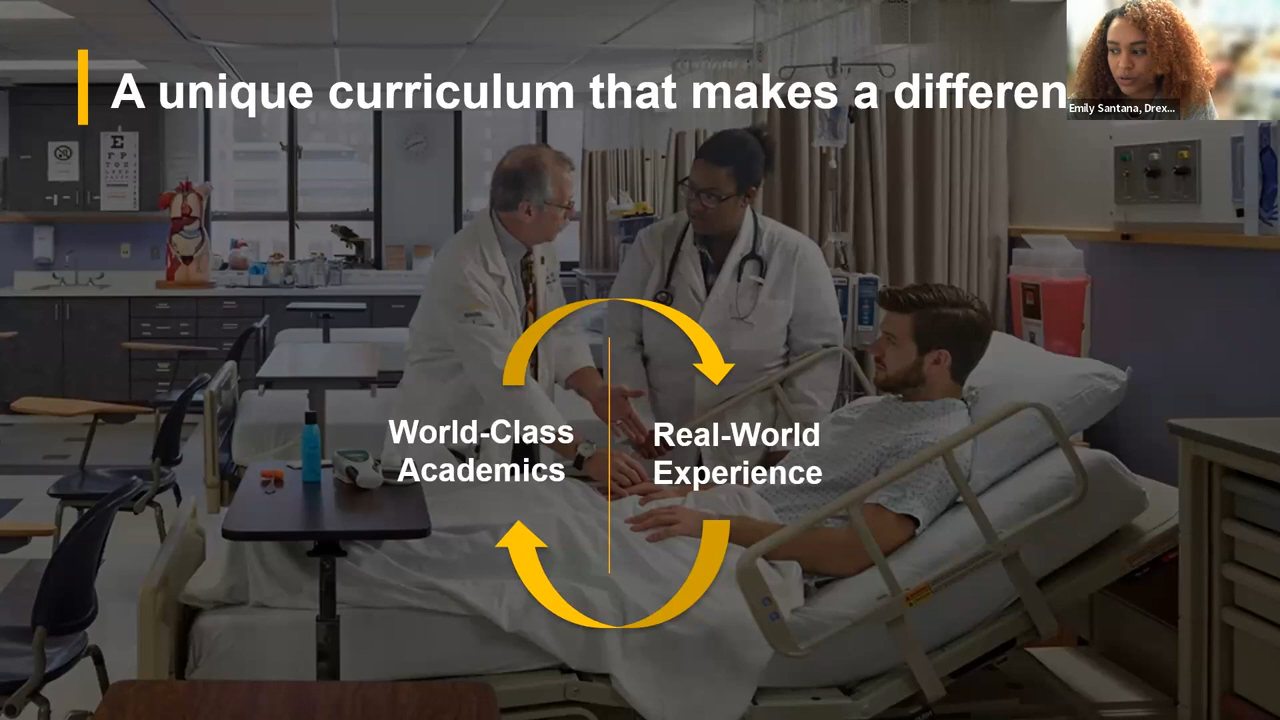 A unique curriculum that makes a differen
Emily Santana, Drex...
World-Class
Academics
Real-World
Experience
E